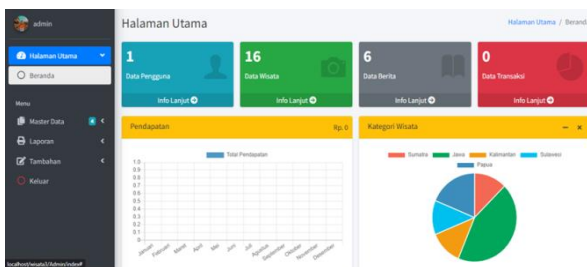 admin
Halaman Utama
Halaman Utama / Beranda
Halaman Utama
Beranda
Menu
Master Data
Laporan
Tambahan
Keluar
1
Data Pengguna
Info Lanjut
16
Data Wisata
Info Lanjut
6
Data Berita
Info Lanjut
0
Data Transaksi
Info Lanjut
Pendapatan
Rp. 0
Total Pendapatan
1.0
0.9
0.8
0.7
0.6
0.5
0.4
0.3
0.2
0.1
0
Januari
Februari
Maret
April
Mei
Juni
Juli
Agustus
September
Oktober
November
Desember
Kategori Wisata
Sumatra
Jawa
Kalimantan
Sulawesi
Papua
localhost/wisata3/Admin/index#